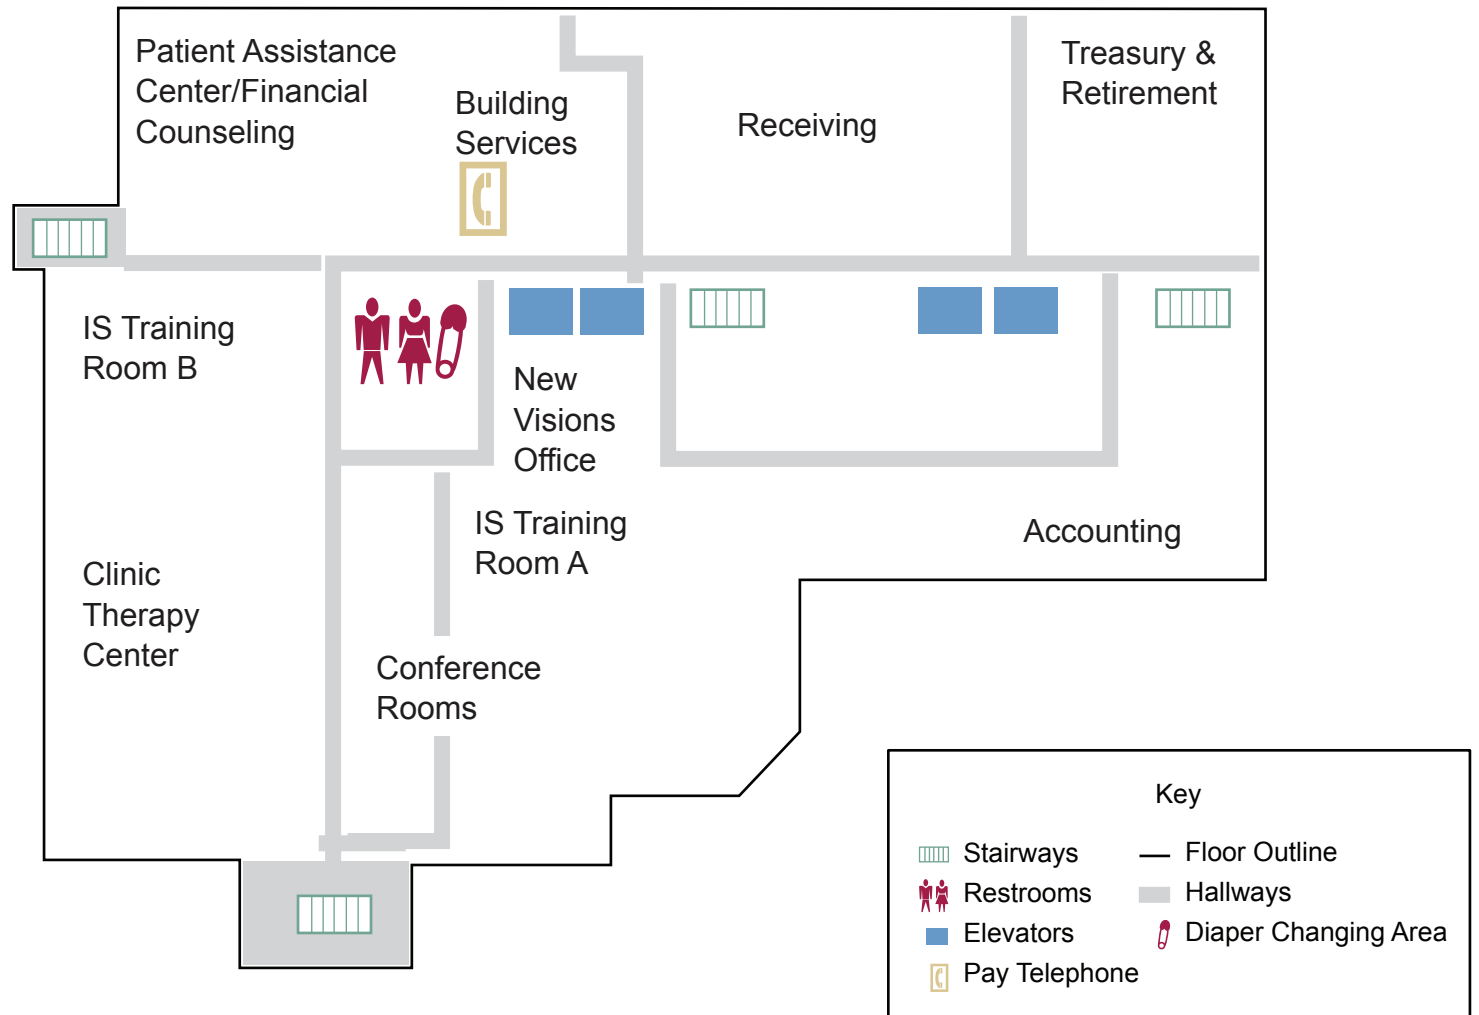 Patient Assistance
Center/Financial
Counseling
Building
Services
Receiving
Treasury &
Retirement
IS Training
Room B
New
Visions
Office
IS Training
Room A
Accounting
Clinic
Therapy
Center
Conference
Rooms
Key
Stairways
Floor Outline
Restrooms
Hallways
Elevators
Diaper Changing Area
Pay Telephone